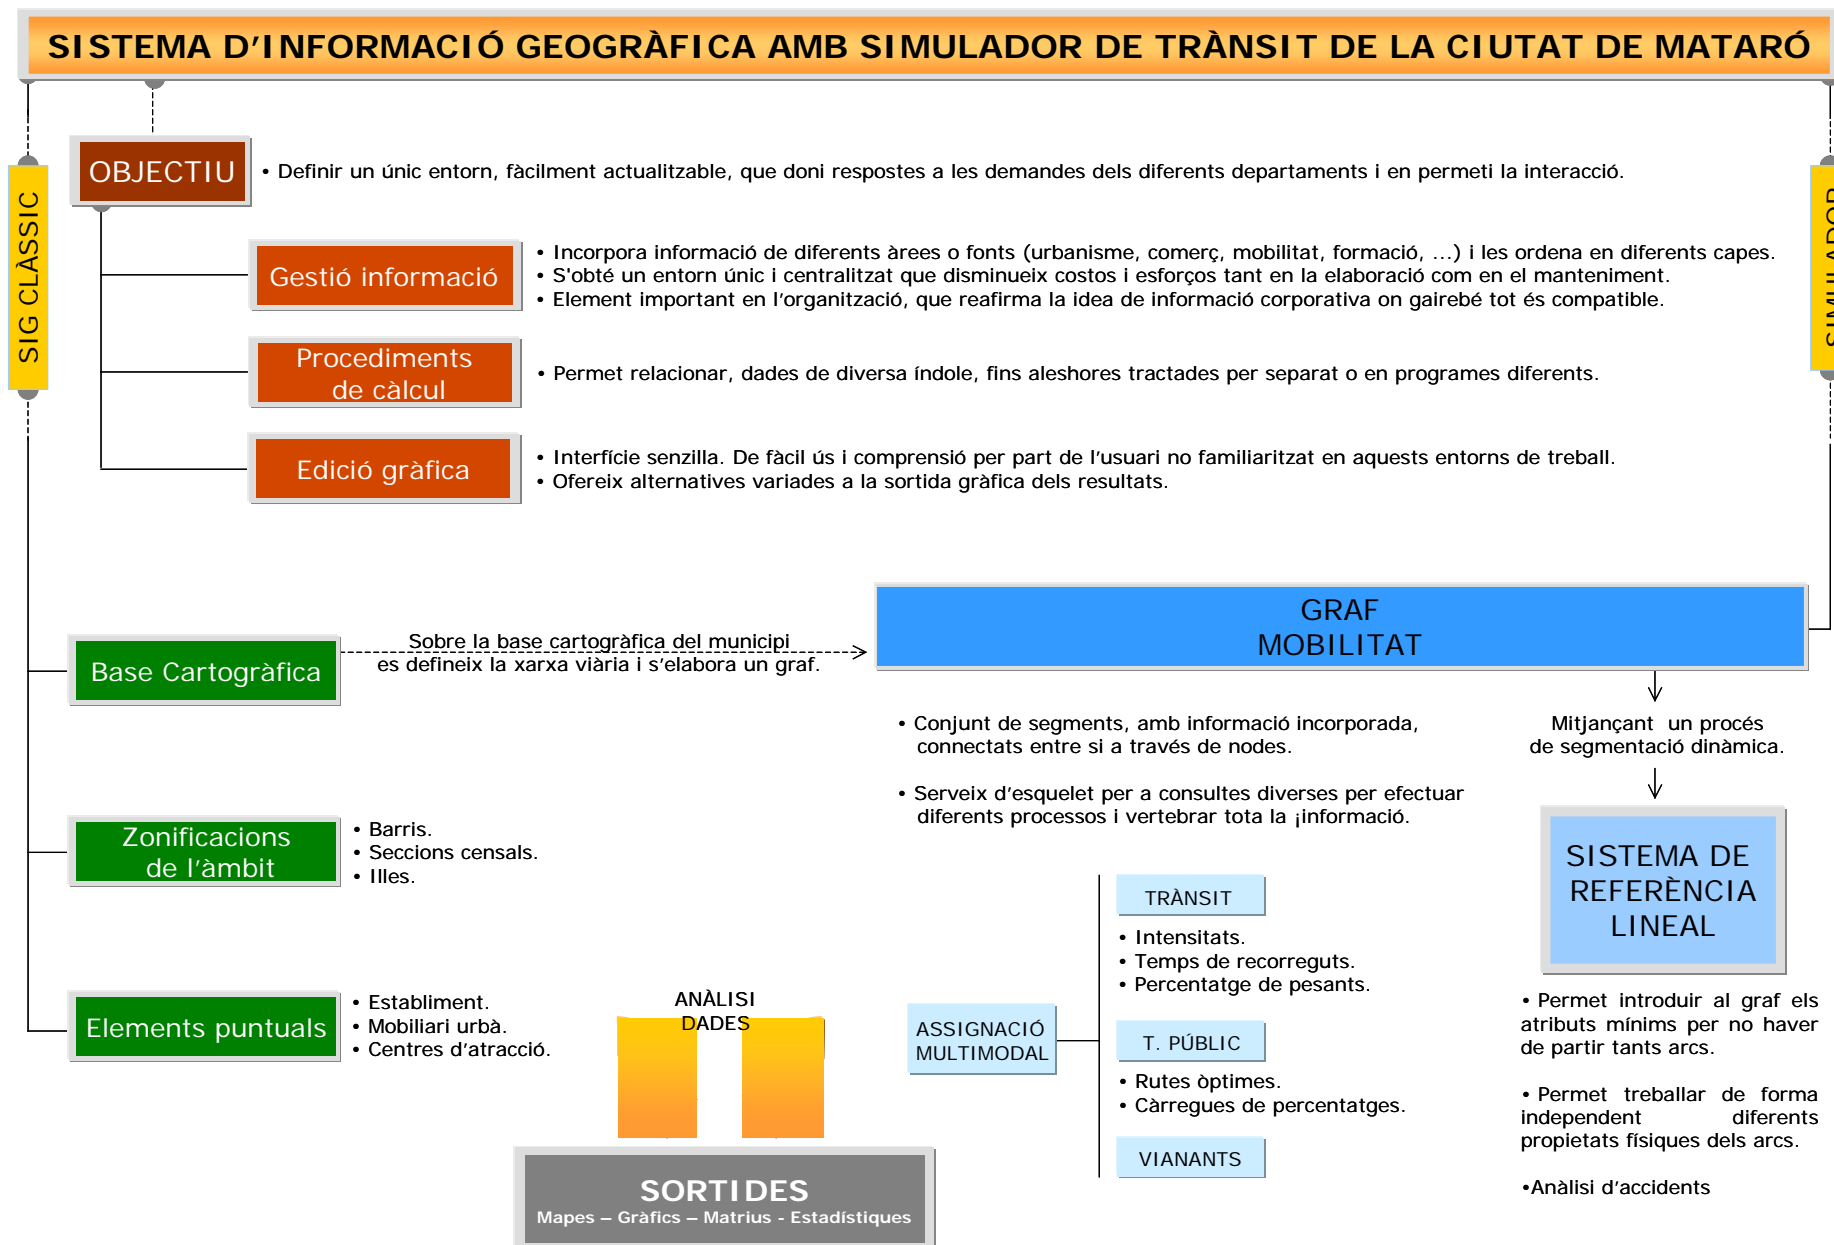 SISTEMA D'INFORMACIÓ GEOGRÀFICA AMB SIMULADOR DE TRÀNSIT DE LA CIUTAT DE MATARÓ
SIG CLÀSSIC
OBJECTIU
• Definir un únic entorn, fàcilment actualitzable, que doni respostes a les demandes dels diferents departaments i en permeti la interacció.
SIMULADOR
Gestió informació
• Incorpora informació de diferents àrees o fonts (urbanisme, comerç, mobilitat, formació, ...) i les ordena en diferents capes.
• S'obté un entorn únic i centralitzat que disminueix costos i esforços tant en la elaboració com en el manteniment.
• Element important en l'organització, que reafirma la idea de informació corporativa on gairebé tot és compatible.
Procediments
de càlcul
• Permet relacionar, dades de diversa índole, fins aleshores tractades per separat o en programes diferents.
Edició gràfica
• Interfície senzilla. De fàcil ús i comprensió per part de l'usuari no familiaritzat en aquests entorns de treball.
• Ofereix alternatives variades a la sortida gràfica dels resultats.
Base Cartogràfica
Sobre la base cartogràfica del municipi
es defineix la xarxa viària i s'elabora un graf.
GRAF
MOBILITAT
• Conjunt de segments, amb informació incorporada,
connectats entre si a través de nodes.
• Serveix d'esquelet per a consultes diverses per efectuar
diferents processos i vertebrar tota la ¡informació.
Mitjançant un procés
de segmentació dinàmica.
Zonificacions
de l'àmbit
• Barris.
• Seccions censals.
• Illes.
Elements puntuals
• Establiment.
• Mobiliari urbà.
• Centres d'atracció.
ANÀLISI
DADES
SORTIDES
Mapes – Gràfics – Matrius - Estadístiques
ASSIGNACIÓ
MULTIMODAL
TRÀNSIT
• Intensitats.
• Temps de recorreguts.
• Percentatge de pesants.
T. PÚBLIC
• Rutes òptimes.
• Càrregues de percentatges.
VIANANTS
SISTEMA DE
REFERÈNCIA
LINEAL
• Permet introduir al graf els
atributs mínims per no haver
de partir tants arcs.
• Permet treballar de forma
independent diferents
propietats físiques dels arcs.
•Anàlisi d'accidents